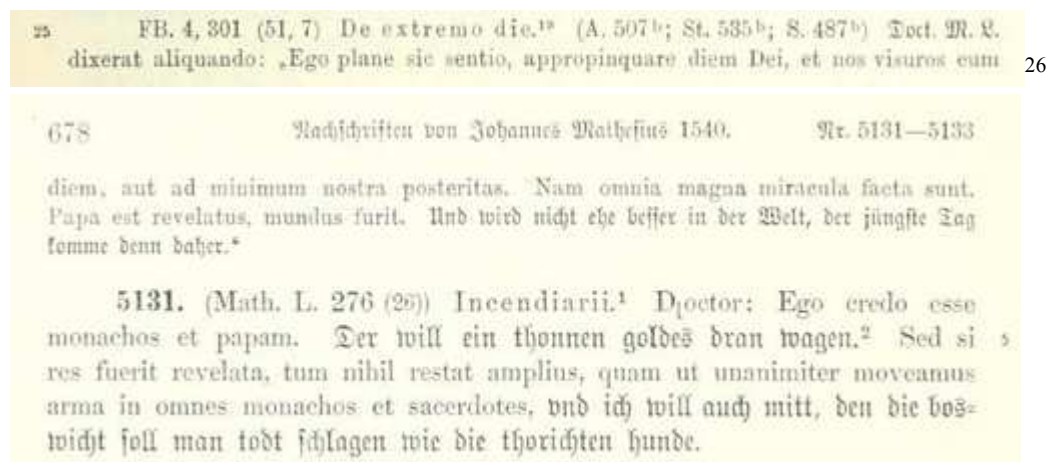 25 FB. 4, 301 (51, 7) De extremo die.¹⁹ (A. 507ᵇ; St. 535ᵇ; S. 487ᵇ) Doct. M. L.
dixerat aliquando: „Ego plane sic sentio, appropinquare diem Dei, et nos visuros eum 26
678 Nachschriften von Johannes Mathesius 1540. Nr. 5131—5133
diem, aut ad minimum nostra posteritas. Nam omnia magna miracula facta sunt.
Papa est revelatus, mundus furit. Und wird nicht ehe besser in der Welt, der jüngste Tag
komme denn daher.“
5131. (Math. L. 276 (26)) Incendiarii.¹ D₍octor: Ego credo esse
monachos et papam. Der will ein thonnen goldes dran wagen.² Sed si 5
res fuerit revelata, tum nihil restat amplius, quam ut unanimiter moveamus
arma in omnes monachos et sacerdotes, vnd ich will auch mitt, den die bos=
wicht soll man todt schlagen wie die thorichten hunde.